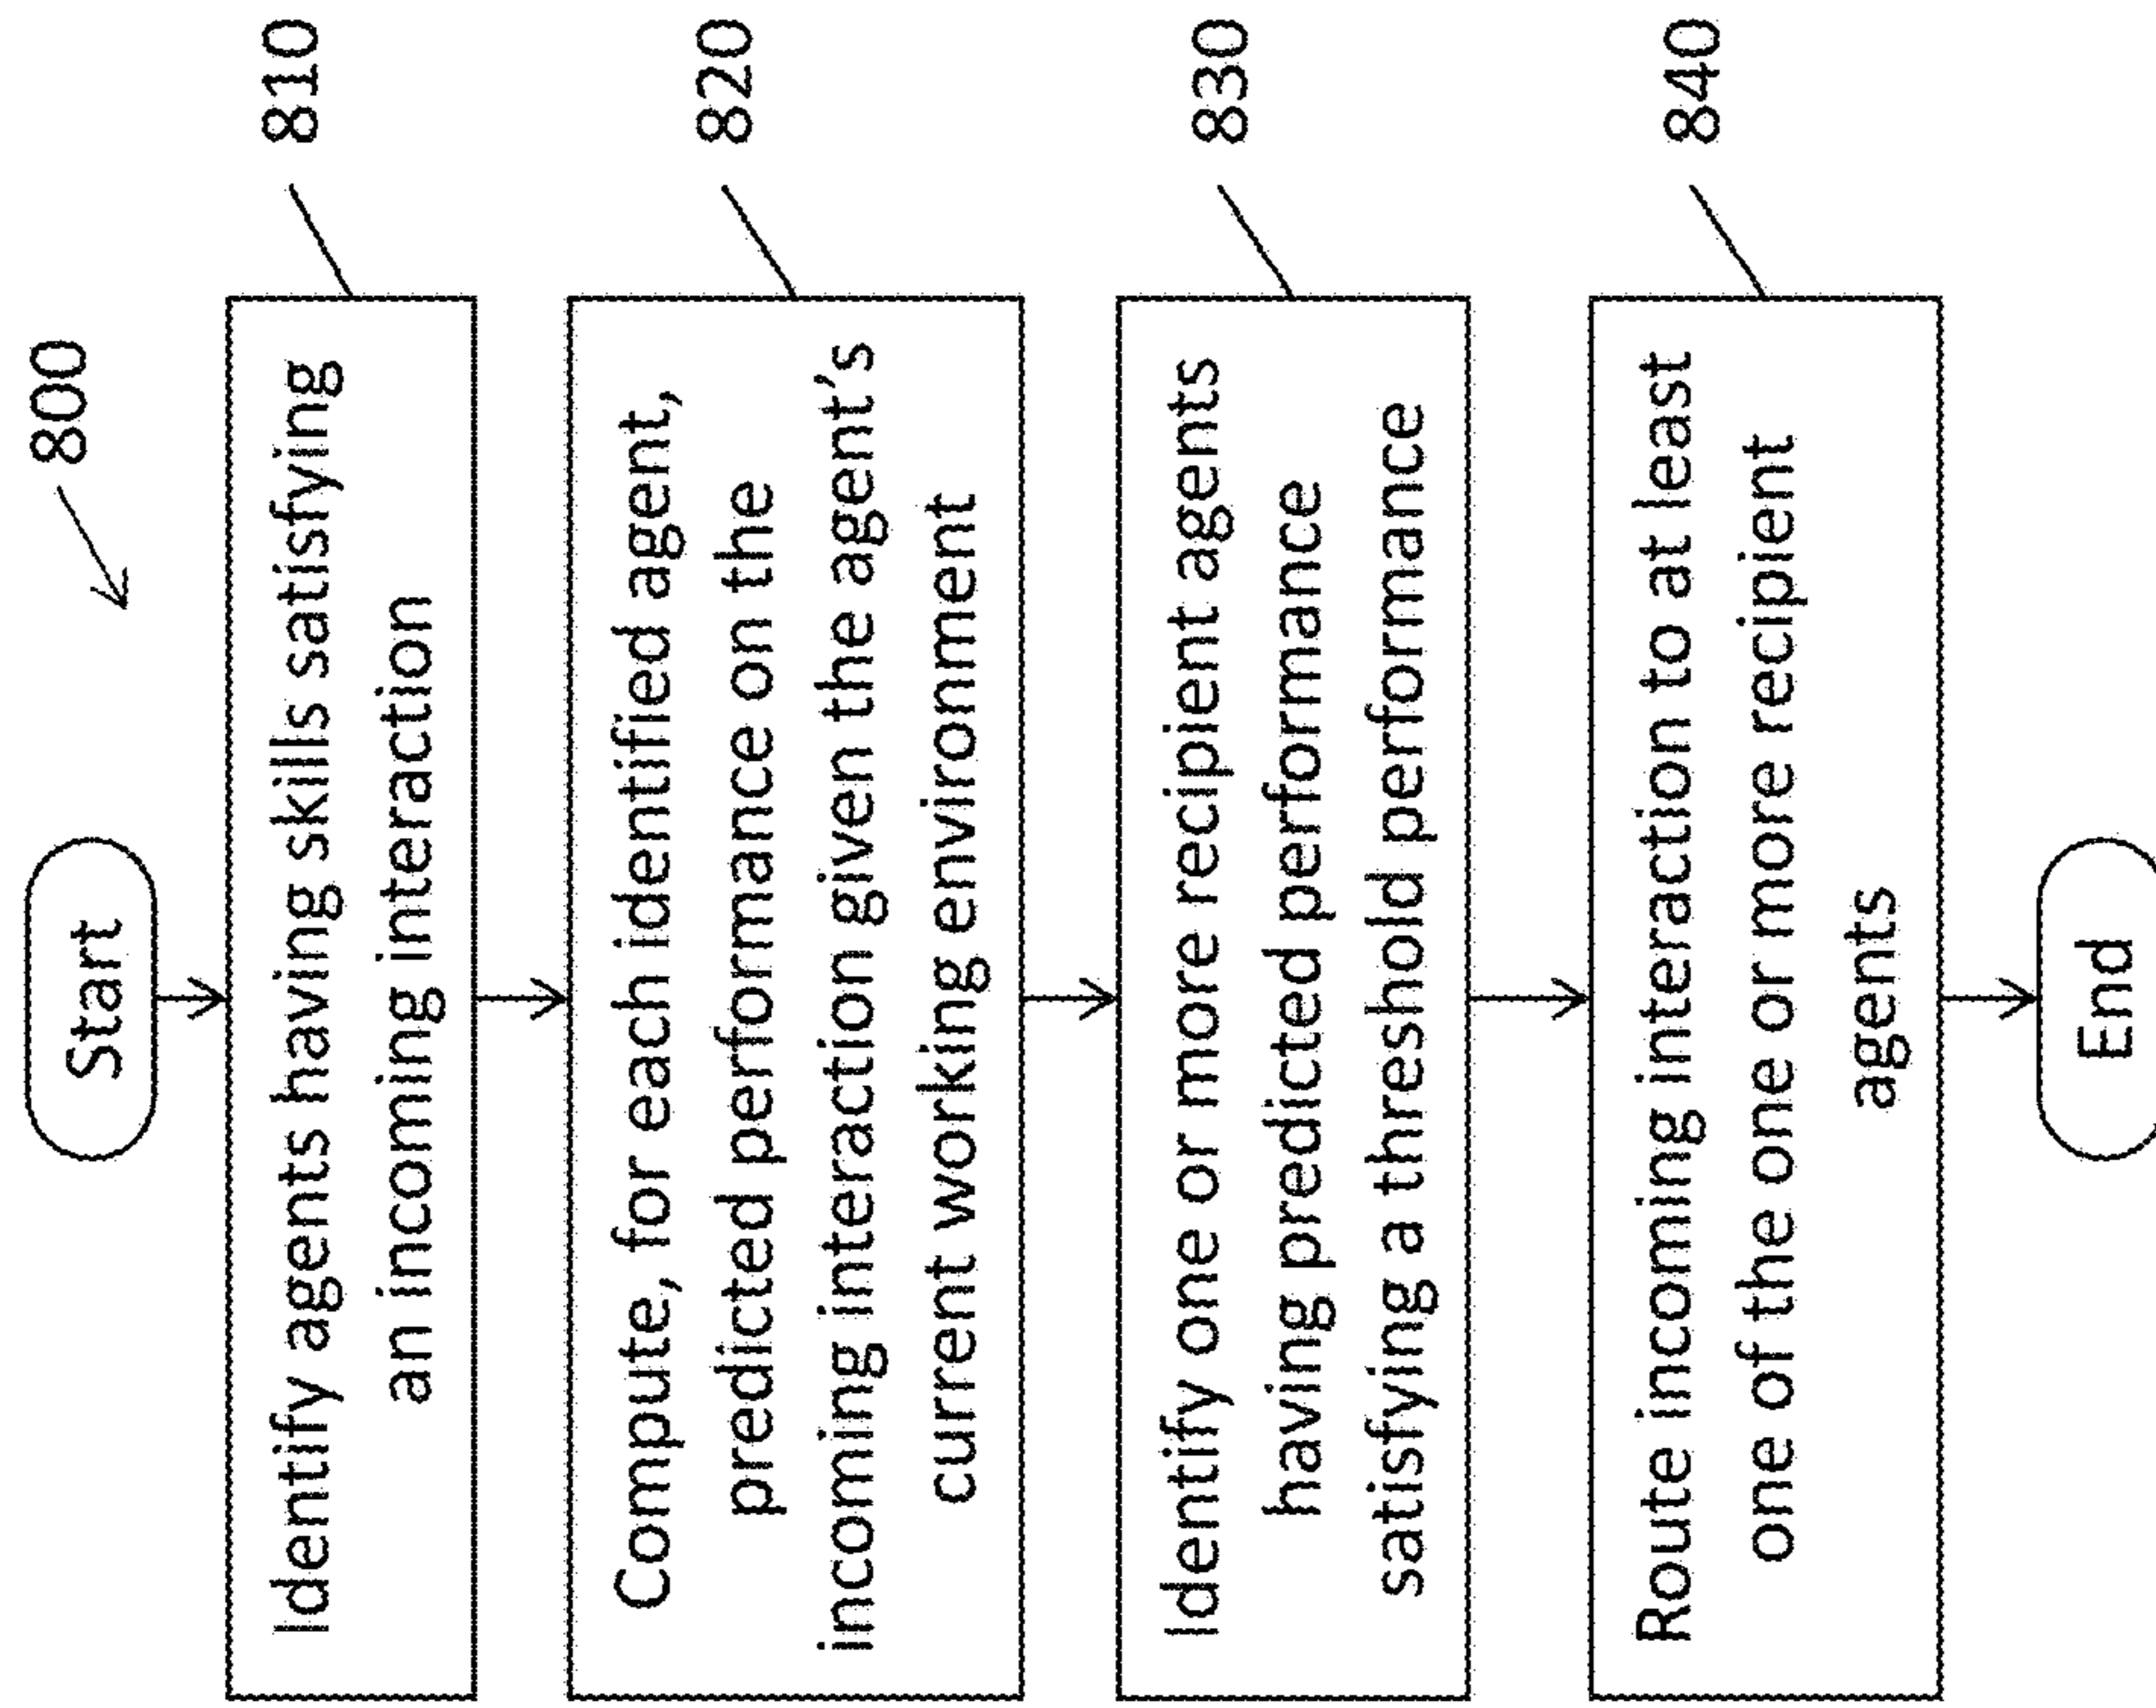 800
Start
Identify agents having skills satisfying
an incoming interaction
810
Compute, for each identified agent,
predicted performance on the
incoming interaction given the agent's
current working environment
820
Identify one or more recipient agents
having predicted performance
satisfying a threshold performance
830
Route incoming interaction to at least
one of the one or more recipient
agents
840
End